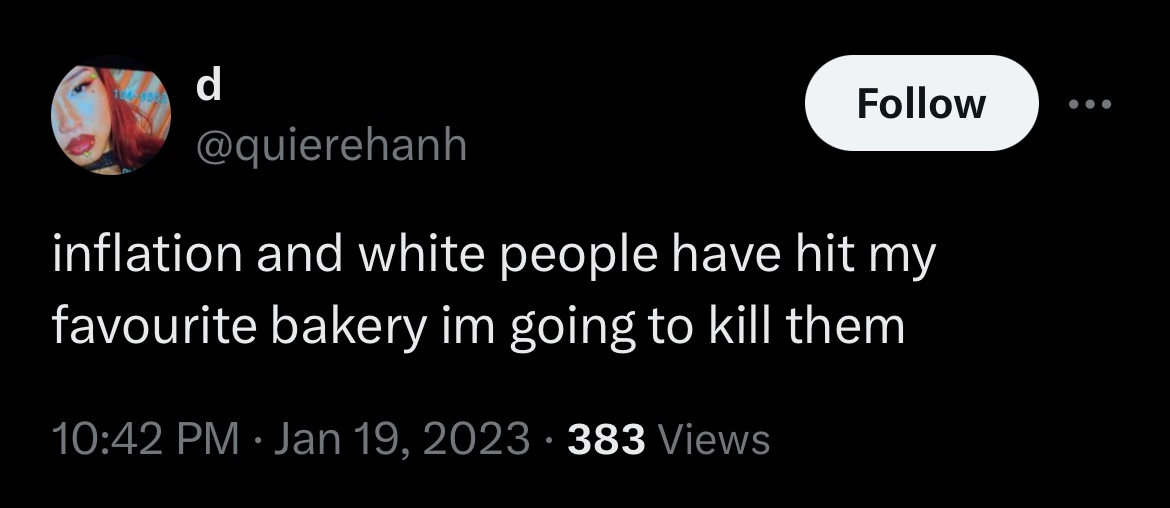 d
@quierehanh
Follow
inflation and white people have hit my
favourite bakery im going to kill them
10:42 PM · Jan 19, 2023 · 383 Views